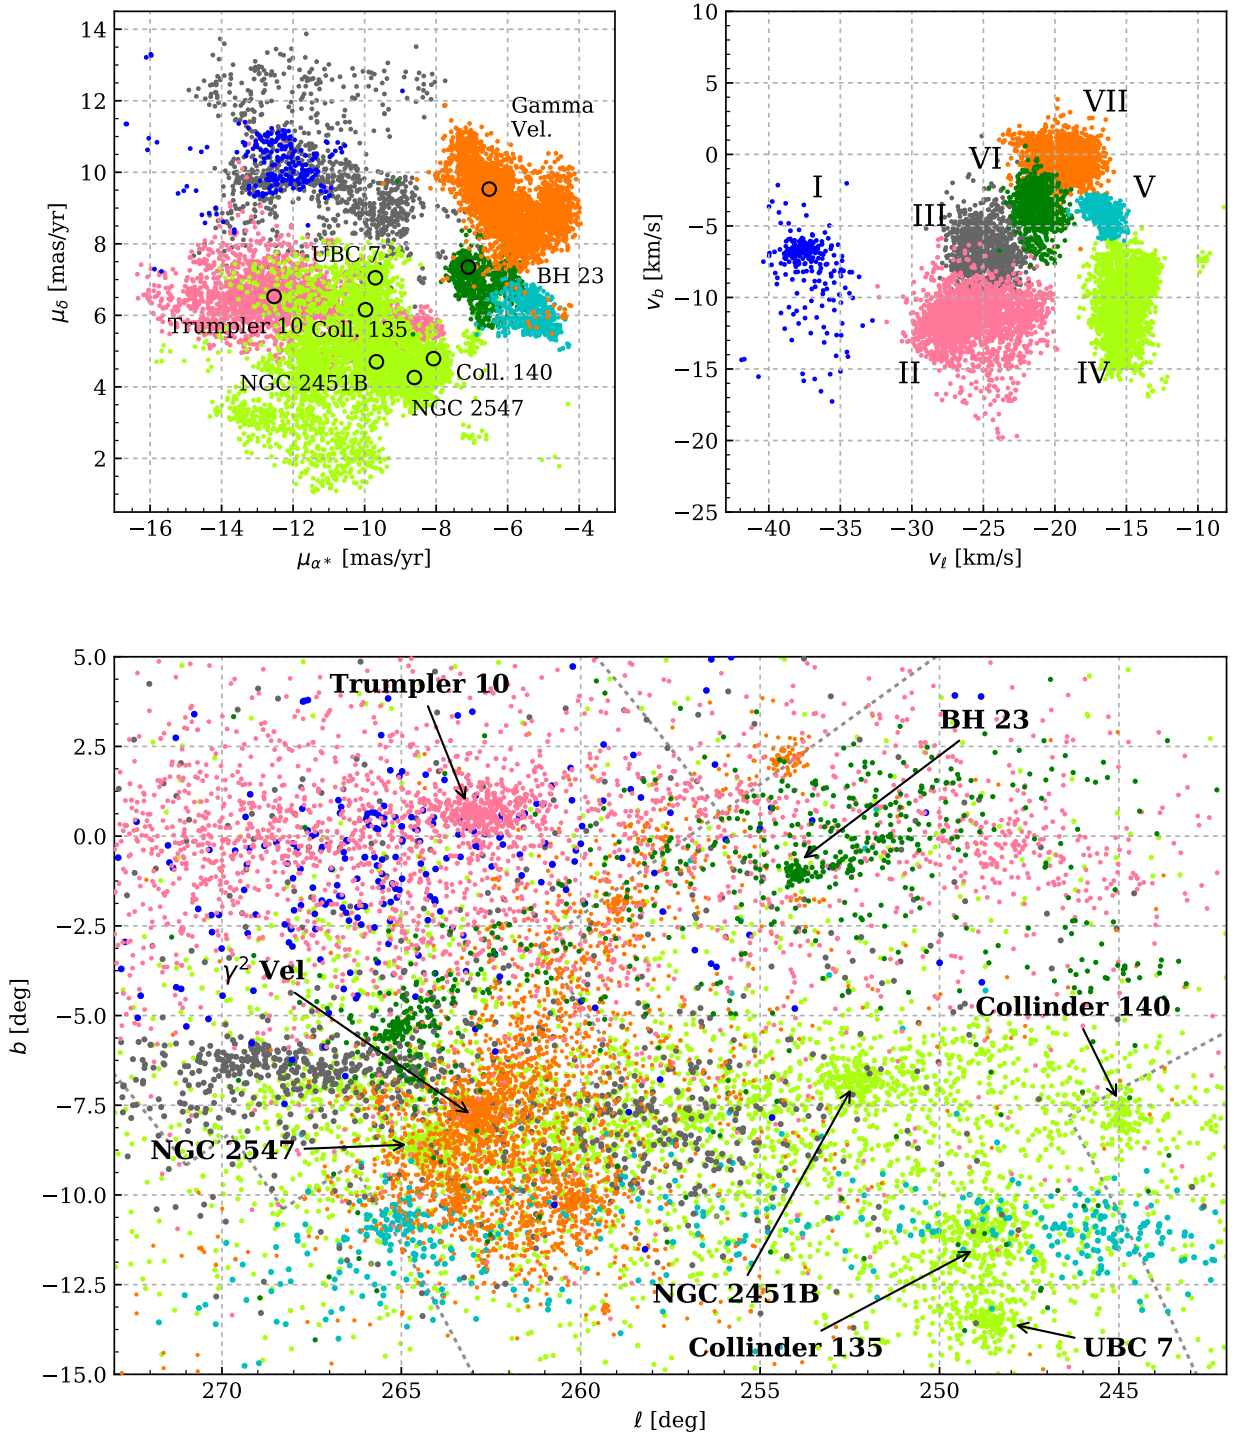 14
12
10
8
6
4
2
μδ [mas/yr]
Gamma
Vel.
UBC 7
BH 23
Trumpler 10
Coll. 135
NGC 2451B
Coll. 140
NGC 2547
−16 −14 −12 −10 −8 −6 −4
μα* [mas/yr]
10
5
0
−5
−10
−15
−20
−25
v_b [km/s]
VII
VI
I
V
III
II
IV
−40 −35 −30 −25 −20 −15 −10
v_ℓ [km/s]
5.0
2.5
0.0
−2.5
−5.0
−7.5
−10.0
−12.5
−15.0
b [deg]
Trumpler 10
BH 23
γ² Vel
Collinder 140
NGC 2547
NGC 2451B
Collinder 135
UBC 7
270 265 260 255 250 245
ℓ [deg]